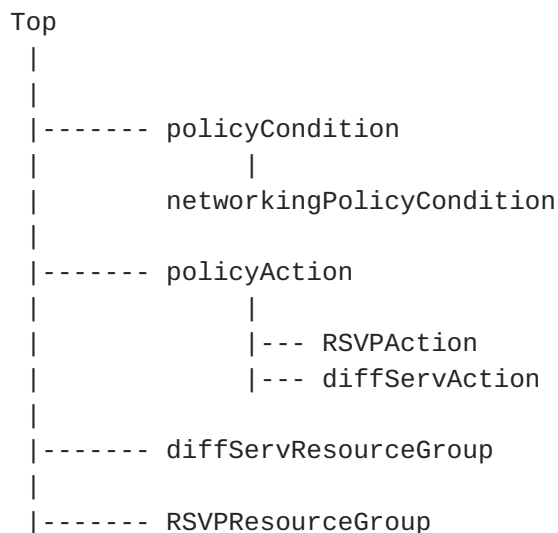 Top
|
|
|------- policyCondition
| |
| networkingPolicyCondition
|
|------- policyAction
| |
| |--- RSVPAction
| |--- diffServAction
|
|------- diffServResourceGroup
|
|------- RSVPResourceGroup